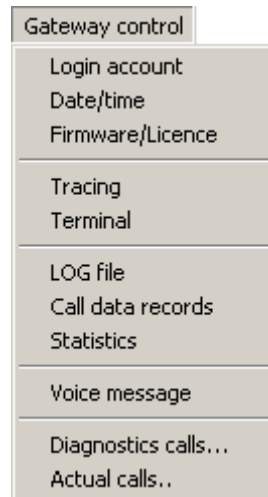 Gateway control
Login account
Date/time
Firmware/Licence
Tracing
Terminal
LOG file
Call data records
Statistics
Voice message
Diagnostics calls...
Actual calls..